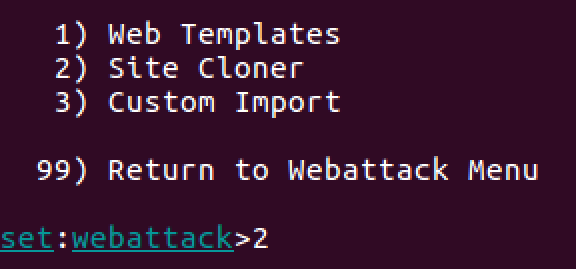 1) Web Templates
2) Site Cloner
3) Custom Import
99) Return to Webattack Menu
set:webattack>2